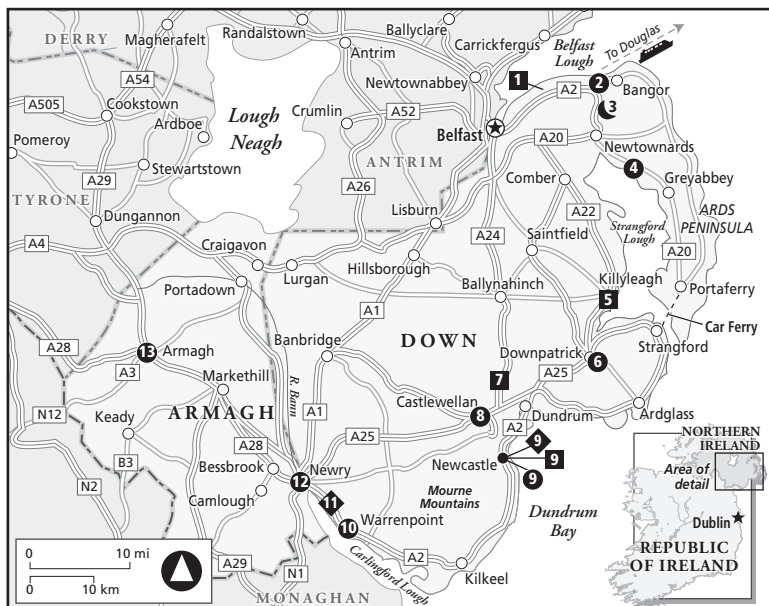 DERRY
Magherafelt
Randalstown
Ballyclare
Antrim
Carrickfergus
Belfast
Lough
To Douglas
A54
Newtownabbey
1
2
A2
Bangor
A505
Cookstown
Ardboe
Lough
Neagh
Crumlin
A52
3
Belfast
A20
Newtownards
Pomeroy
Stewartstown
ANTRIM
4
A29
A26
Comber
Greyabbey
TYRONE
A22
Dungannon
Lisburn
Strangford
Lough
ARDS
PENINSULA
A4
Craigavon
A24
Saintfield
A20
Hillsborough
Killyleagh
Lurgan
Portadown
Ballynahinch
5
Portaferry
A1
Car Ferry
A28
13
Armagh
Banbridge
DOWN
Downpatrick
6
Strangford
A3
Markethill
R. Bann
7
A25
N12
ARMAGH
A1
Castlewellan
8
Dundrum
Ardglass
Keady
A28
A25
A2
9
B3
Bessbrook
Newry
Newcastle
9
N2
12
9
Camlough
11
Mourne
Mountains
10
Warrenpoint
Dundrum
Bay
A29
N1
Carlingford Lough
A2
Kilkeel
MONAGHAN
0 10 mi
0 10 km
NORTHERN
IRELAND
Area of
detail
Dublin
REPUBLIC
OF IRELAND